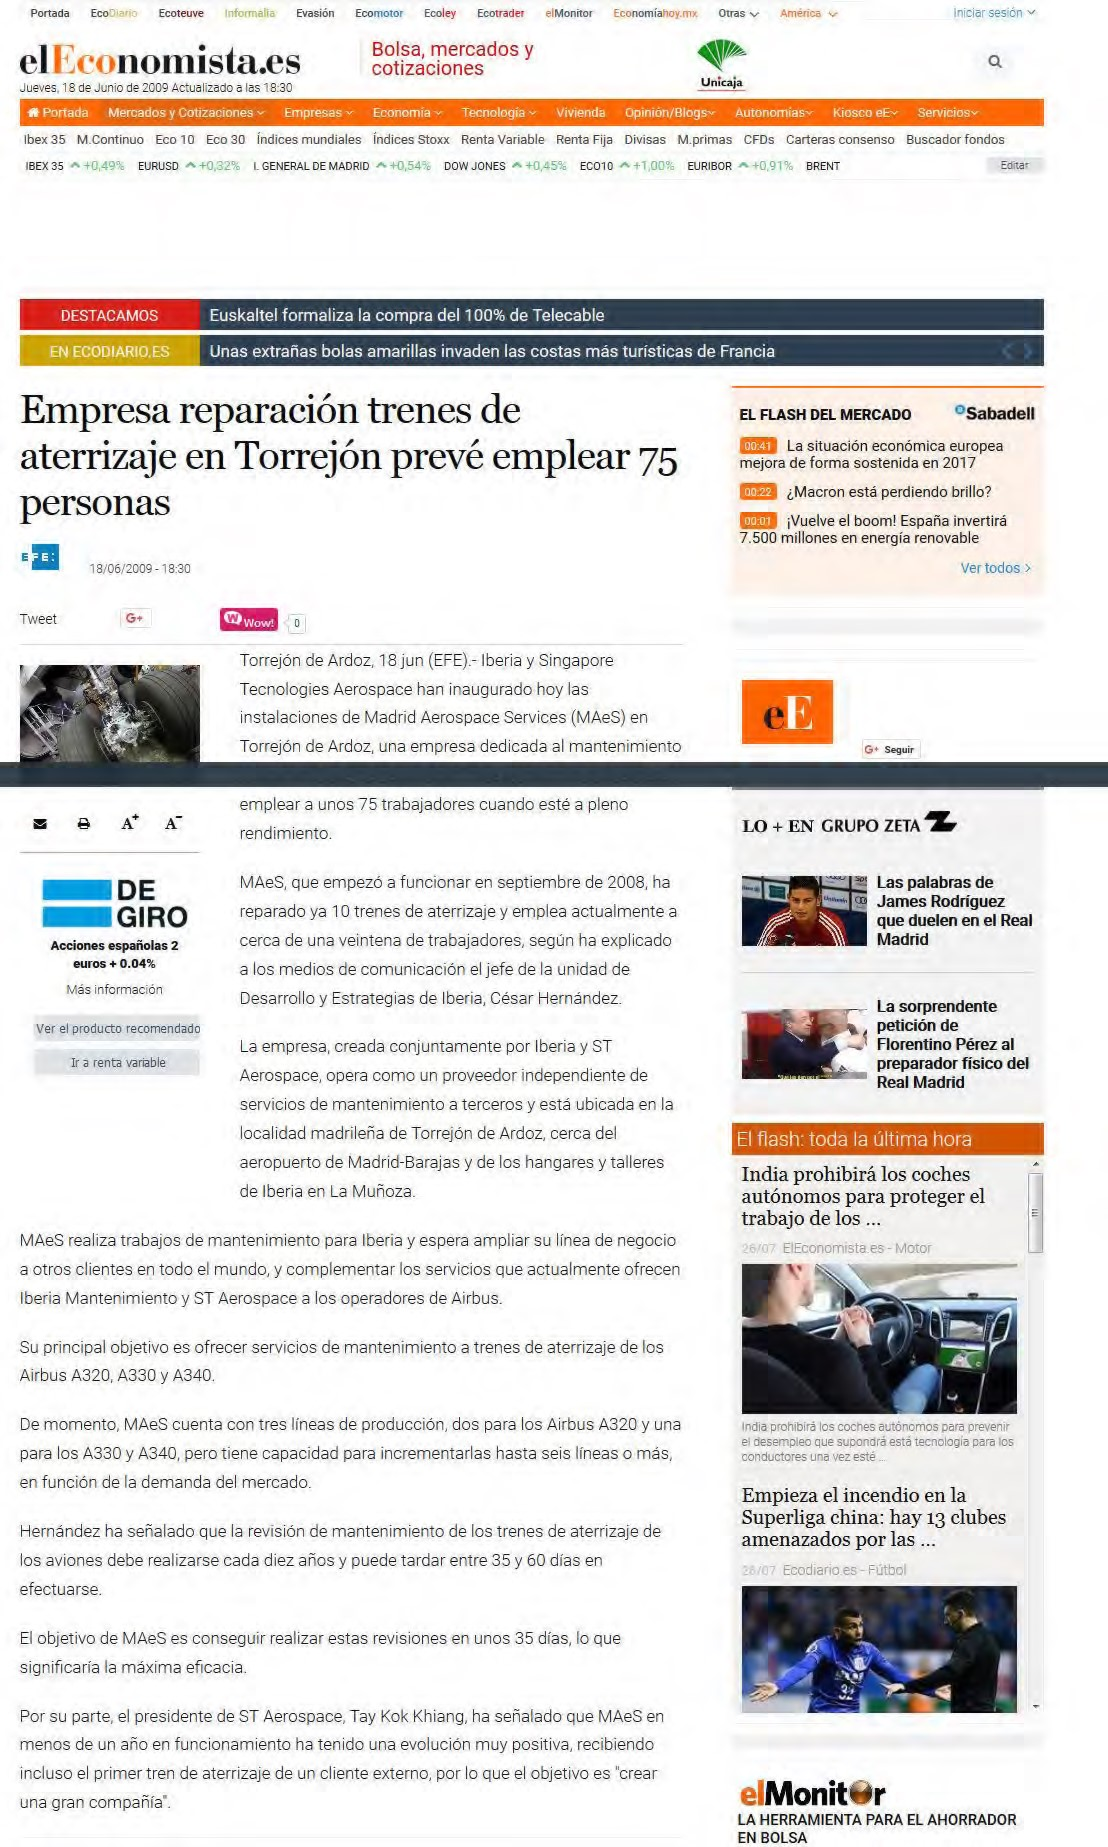 Portada EcoDiario Ecoteuve Informalia Evasión Ecomotor Ecoley Ecotrader elMonitor Economíahoy.mx Otras América Iniciar sesión
elEconomista.es
Jueves, 18 de Junio de 2009 Actualizado a las 18:30
Bolsa, mercados y
cotizaciones
Unicaja
Portada Mercados y Cotizaciones Empresas Economía Tecnología Vivienda Opinión/Blogs Autonomías Kiosco eE Servicios
Ibex 35 M.Continuo Eco 10 Eco 30 Índices mundiales Índices Stoxx Renta Variable Renta Fija Divisas M.primas CFDs Carteras consenso Buscador fondos
IBEX 35 +0,49% EURUSD +0,32% I. GENERAL DE MADRID +0,54% DOW JONES +0,45% ECO10 +1,00% EURIBOR +0,91% BRENT Editar
DESTACAMOS Euskaltel formaliza la compra del 100% de Telecable
EN ECODIARIO.ES Unas extrañas bolas amarillas invaden las costas más turísticas de Francia
Empresa reparación trenes de
aterrizaje en Torrejón prevé emplear 75
personas
EFE:
18/06/2009 - 18:30
Tweet G+ W Wow! 0
Torrejón de Ardoz, 18 jun (EFE).- Iberia y Singapore
Tecnologies Aerospace han inaugurado hoy las
instalaciones de Madrid Aerospace Services (MAeS) en
Torrejón de Ardoz, una empresa dedicada al mantenimiento
emplear a unos 75 trabajadores cuando esté a pleno
rendimiento.
A+ A-
DE
GIRO
Acciones españolas 2
euros + 0.04%
Más información
Ver el producto recomendado
Ir a renta variable
MAeS, que empezó a funcionar en septiembre de 2008, ha
reparado ya 10 trenes de aterrizaje y emplea actualmente a
cerca de una veintena de trabajadores, según ha explicado
a los medios de comunicación el jefe de la unidad de
Desarrollo y Estrategias de Iberia, César Hernández.
La empresa, creada conjuntamente por Iberia y ST
Aerospace, opera como un proveedor independiente de
servicios de mantenimiento a terceros y está ubicada en la
localidad madrileña de Torrejón de Ardoz, cerca del
aeropuerto de Madrid-Barajas y de los hangares y talleres
de Iberia en La Muñoza.
MAeS realiza trabajos de mantenimiento para Iberia y espera ampliar su línea de negocio
a otros clientes en todo el mundo, y complementar los servicios que actualmente ofrecen
Iberia Mantenimiento y ST Aerospace a los operadores de Airbus.
Su principal objetivo es ofrecer servicios de mantenimiento a trenes de aterrizaje de los
Airbus A320, A330 y A340.
De momento, MAeS cuenta con tres líneas de producción, dos para los Airbus A320 y una
para los A330 y A340, pero tiene capacidad para incrementarlas hasta seis líneas o más,
en función de la demanda del mercado.
Hernández ha señalado que la revisión de mantenimiento de los trenes de aterrizaje de
los aviones debe realizarse cada diez años y puede tardar entre 35 y 60 días en
efectuarse.
El objetivo de MAeS es conseguir realizar estas revisiones en unos 35 días, lo que
significaría la máxima eficacia.
Por su parte, el presidente de ST Aerospace, Tay Kok Khiang, ha señalado que MAeS en
menos de un año en funcionamiento ha tenido una evolución muy positiva, recibiendo
incluso el primer tren de aterrizaje de un cliente externo, por lo que el objetivo es "crear
una gran compañía".
EL FLASH DEL MERCADO Sabadell
00:41 La situación económica europea
mejora de forma sostenida en 2017
00:22 ¿Macron está perdiendo brillo?
00:01 ¡Vuelve el boom! España invertirá
7.500 millones en energía renovable
Ver todos
eE
G+ Seguir
LO + EN GRUPO ZETA
Las palabras de
James Rodríguez
que duelen en el Real
Madrid
La sorprendente
petición de
Florentino Pérez al
preparador físico del
Real Madrid
El flash: toda la última hora
India prohibirá los coches
autónomos para proteger el
trabajo de los ...
26/07 ElEconomista.es - Motor
India prohibirá los coches autónomos para prevenir
el desempleo que supondrá está tecnología para los
conductores una vez esté ...
Empieza el incendio en la
Superliga china: hay 13 clubes
amenazados por las ...
26/07 Ecodiario.es - Fútbol
elMonitor
LA HERRAMIENTA PARA EL AHORRADOR
EN BOLSA